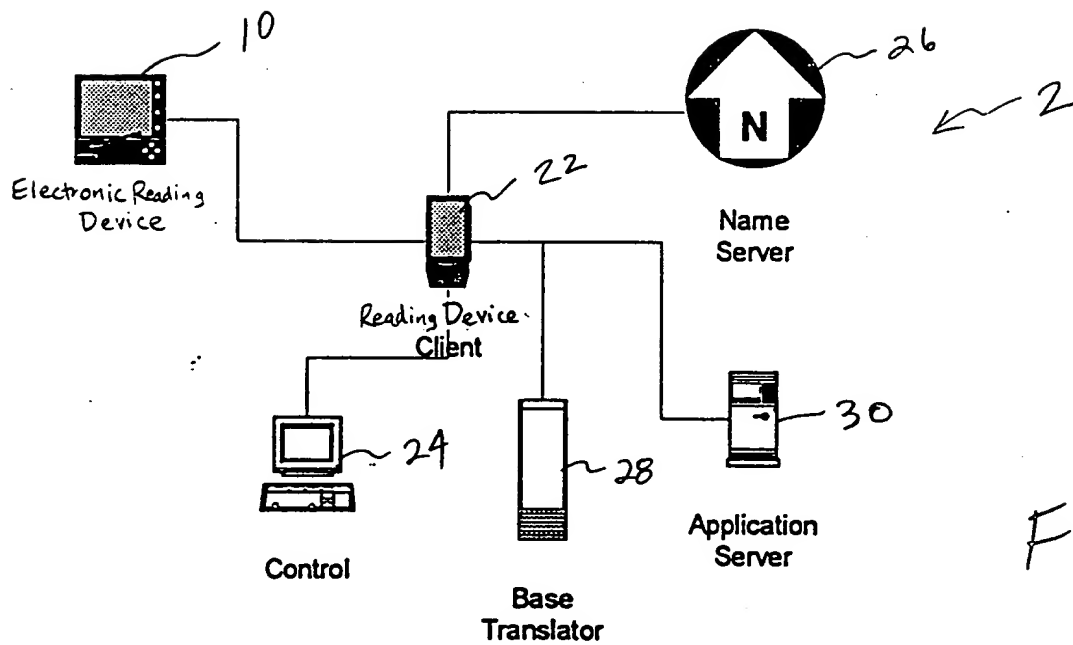 10
26
2
N
Electronic Reading
Device
22
Name
Server
Reading Device
Client
24
28
30
Control
Application
Server
F
Base
Translator